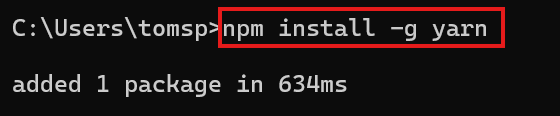 C:\Users\tomsp>npm install -g yarn
added 1 package in 634ms